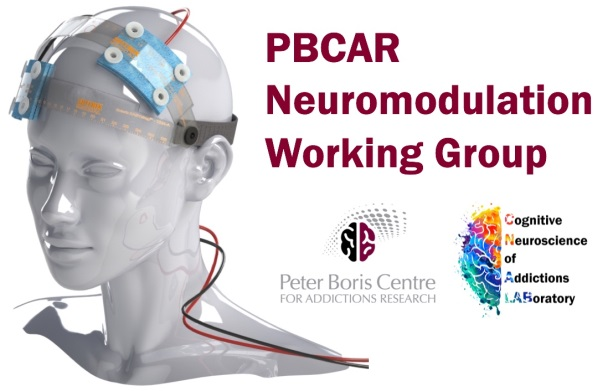 PBCAR
Neuromodulation
Working Group
Peter Boris Centre
FOR ADDICTIONS RESEARCH
Cognitive
Neuroscience
of
Addictions
LABoratory